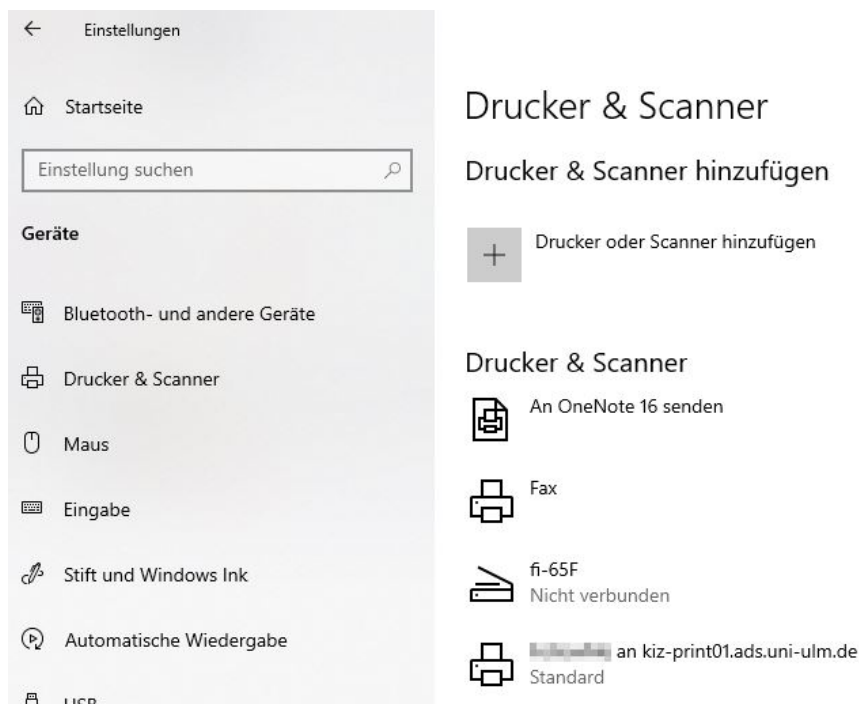 Einstellungen
Startseite
Einstellung suchen
Geräte
Bluetooth- und andere Geräte
Drucker & Scanner
Maus
Eingabe
Stift und Windows Ink
Automatische Wiedergabe
USB
Drucker & Scanner
Drucker & Scanner hinzufügen
Drucker oder Scanner hinzufügen
Drucker & Scanner
An OneNote 16 senden
Fax
fi-65F
Nicht verbunden
an kiz-print01.ads.uni-ulm.de
Standard